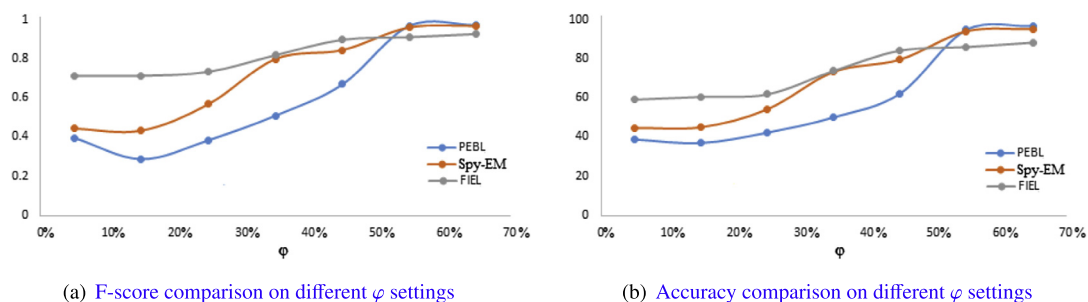 1
0.8
0.6
0.4
0.2
0
0% 10% 20% 30% 40% 50% 60% 70%
φ
PEBL
Spy-EM
FIEL
(a) F-score comparison on different φ settings
100
80
60
40
20
0
0% 10% 20% 30% 40% 50% 60% 70%
φ
PEBL
Spy-EM
FIEL
(b) Accuracy comparison on different φ settings